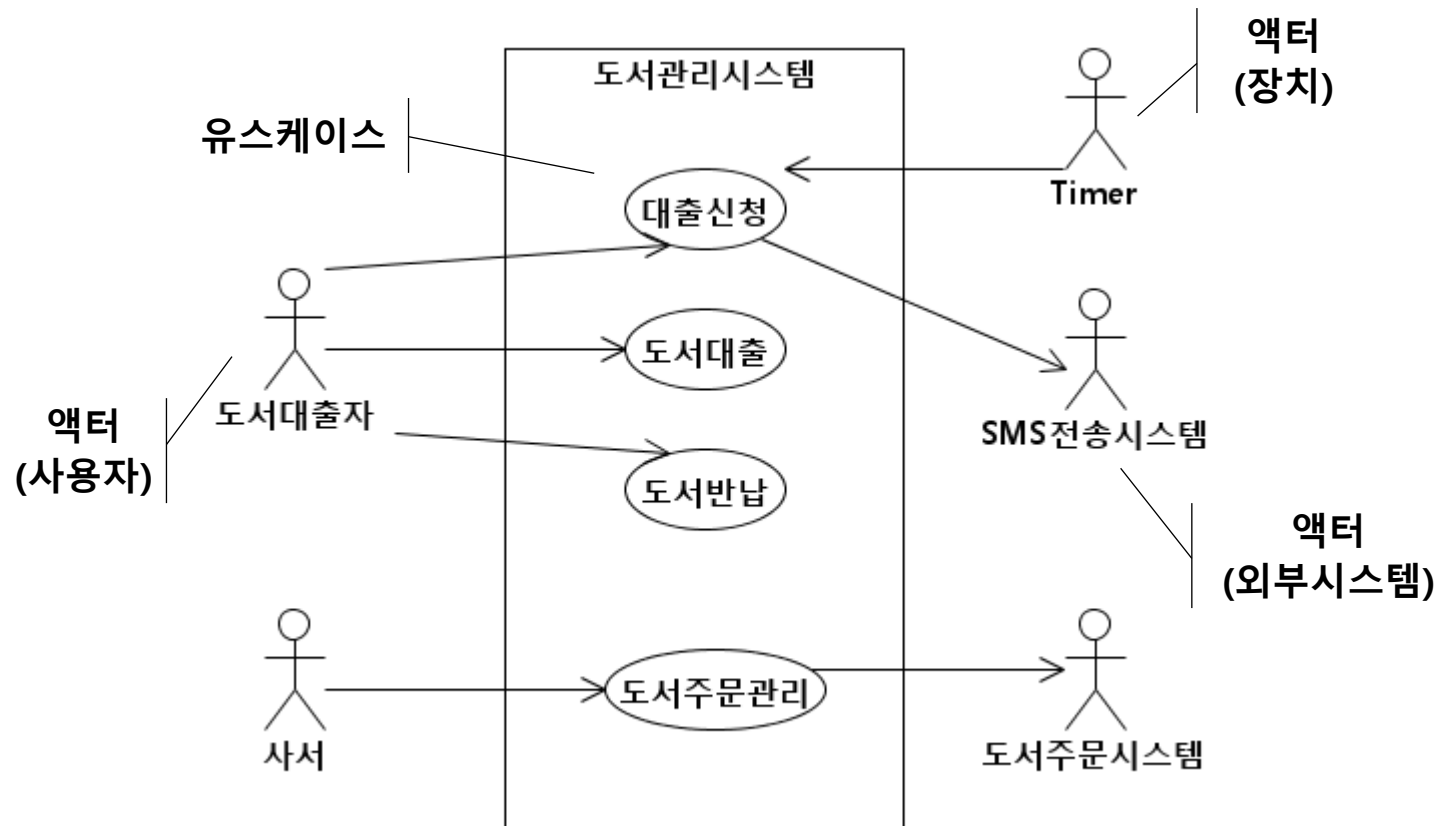 액터
(장치)
도서관리시스템
유스케이스
Timer
대출신청
도서대출
도서대출자
액터
(사용자)
SMS전송시스템
도서반납
액터
(외부시스템)
도서주문관리
사서
도서주문시스템